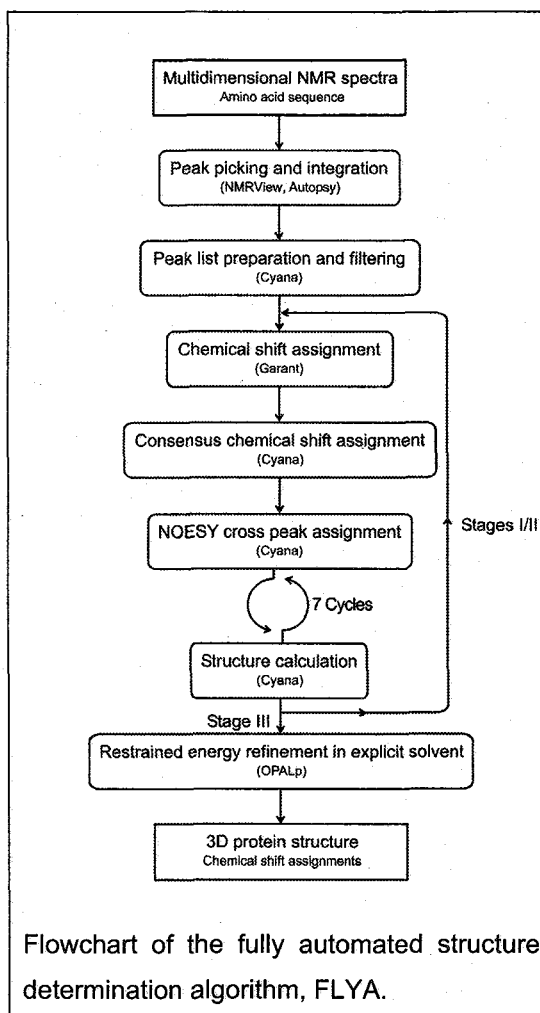 Multidimensional NMR spectra
Amino acid sequence
Peak picking and integration
(NMRView, Autopsy)
Peak list preparation and filtering
(Cyana)
Chemical shift assignment
(Garant)
Consensus chemical shift assignment
(Cyana)
NOESY cross peak assignment
(Cyana)
Stages I/II
7 Cycles
Structure calculation
(Cyana)
Stage III
Restrained energy refinement in explicit solvent
(OPALp)
3D protein structure
Chemical shift assignments
Flowchart of the fully automated structure
determination algorithm, FLYA.